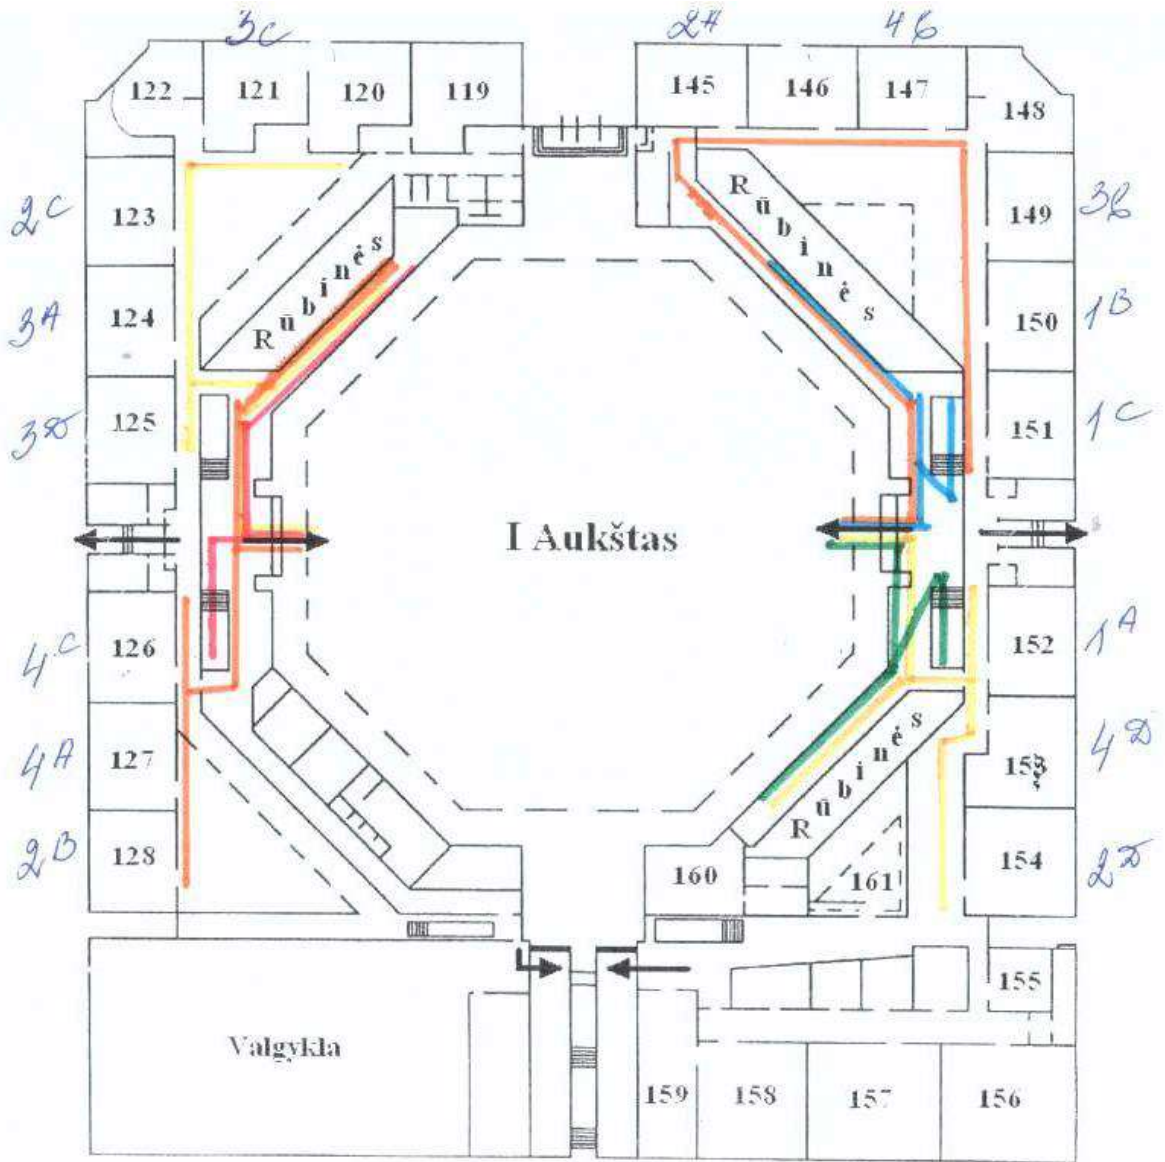 3C 2A 4б
122 121 120 119 145 146 147 148
2C 123 Rūbinės Rūbinės 149 3б
3A 124 150 1B
3D 125 151 1C
I Aukštas
4C 126 152 1A
4A 127 153 4D
2B 128 Rūbinės 154 2D
160 161
155
Valgykla
159 158 157 156